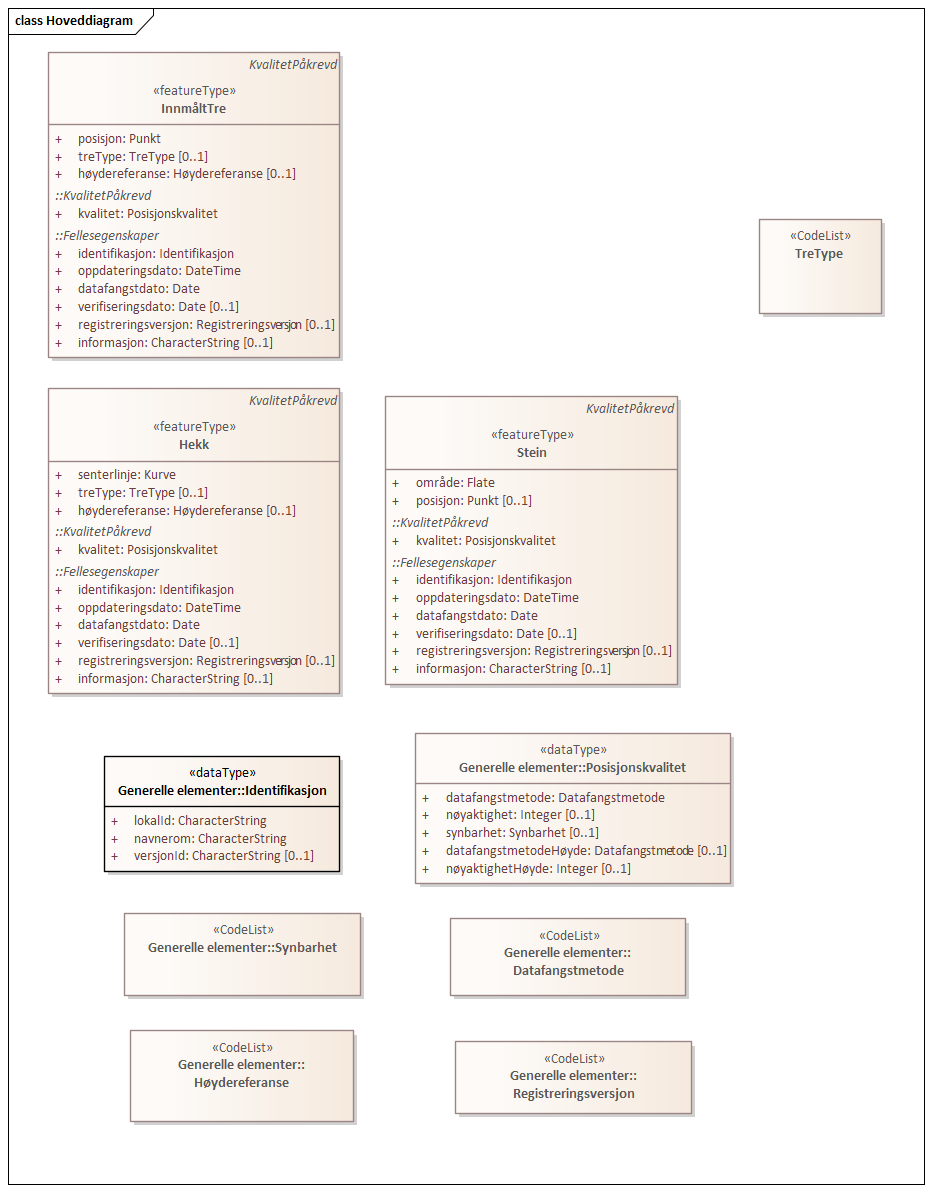 class Hoveddiagram
KvalitetPåkrevd
«featureType»
InnmåltTre
+ posisjon: Punkt
+ treType: TreType [0..1]
+ høydereferanse: Høydereferanse [0..1]
::KvalitetPåkrevd
+ kvalitet: Posisjonskvalitet
::Fellesegenskaper
+ identifikasjon: Identifikasjon
+ oppdateringsdato: DateTime
+ datafangstdato: Date
+ verifiseringsdato: Date [0..1]
+ registreringsversjon: Registreringsversjon [0..1]
+ informasjon: CharacterString [0..1]
«CodeList»
TreType
KvalitetPåkrevd
«featureType»
Hekk
+ senterlinje: Kurve
+ treType: TreType [0..1]
+ høydereferanse: Høydereferanse [0..1]
::KvalitetPåkrevd
+ kvalitet: Posisjonskvalitet
::Fellesegenskaper
+ identifikasjon: Identifikasjon
+ oppdateringsdato: DateTime
+ datafangstdato: Date
+ verifiseringsdato: Date [0..1]
+ registreringsversjon: Registreringsversjon [0..1]
+ informasjon: CharacterString [0..1]
KvalitetPåkrevd
«featureType»
Stein
+ område: Flate
+ posisjon: Punkt [0..1]
::KvalitetPåkrevd
+ kvalitet: Posisjonskvalitet
::Fellesegenskaper
+ identifikasjon: Identifikasjon
+ oppdateringsdato: DateTime
+ datafangstdato: Date
+ verifiseringsdato: Date [0..1]
+ registreringsversjon: Registreringsversjon [0..1]
+ informasjon: CharacterString [0..1]
«dataType»
Generelle elementer::Identifikasjon
+ lokalId: CharacterString
+ navnerom: CharacterString
+ versjonId: CharacterString [0..1]
«dataType»
Generelle elementer::Posisjonskvalitet
+ datafangstmetode: Datafangstmetode
+ nøyaktighet: Integer [0..1]
+ synbarhet: Synbarhet [0..1]
+ datafangstmetodeHøyde: Datafangstmetode [0..1]
+ nøyaktighetHøyde: Integer [0..1]
«CodeList»
Generelle elementer::Synbarhet
«CodeList»
Generelle elementer::
Datafangstmetode
«CodeList»
Generelle elementer::
Høydereferanse
«CodeList»
Generelle elementer::
Registreringsversjon